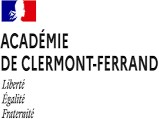 ACADÉMIE
DE CLERMONT-FERRAND
Liberté
Égalité
Fraternité